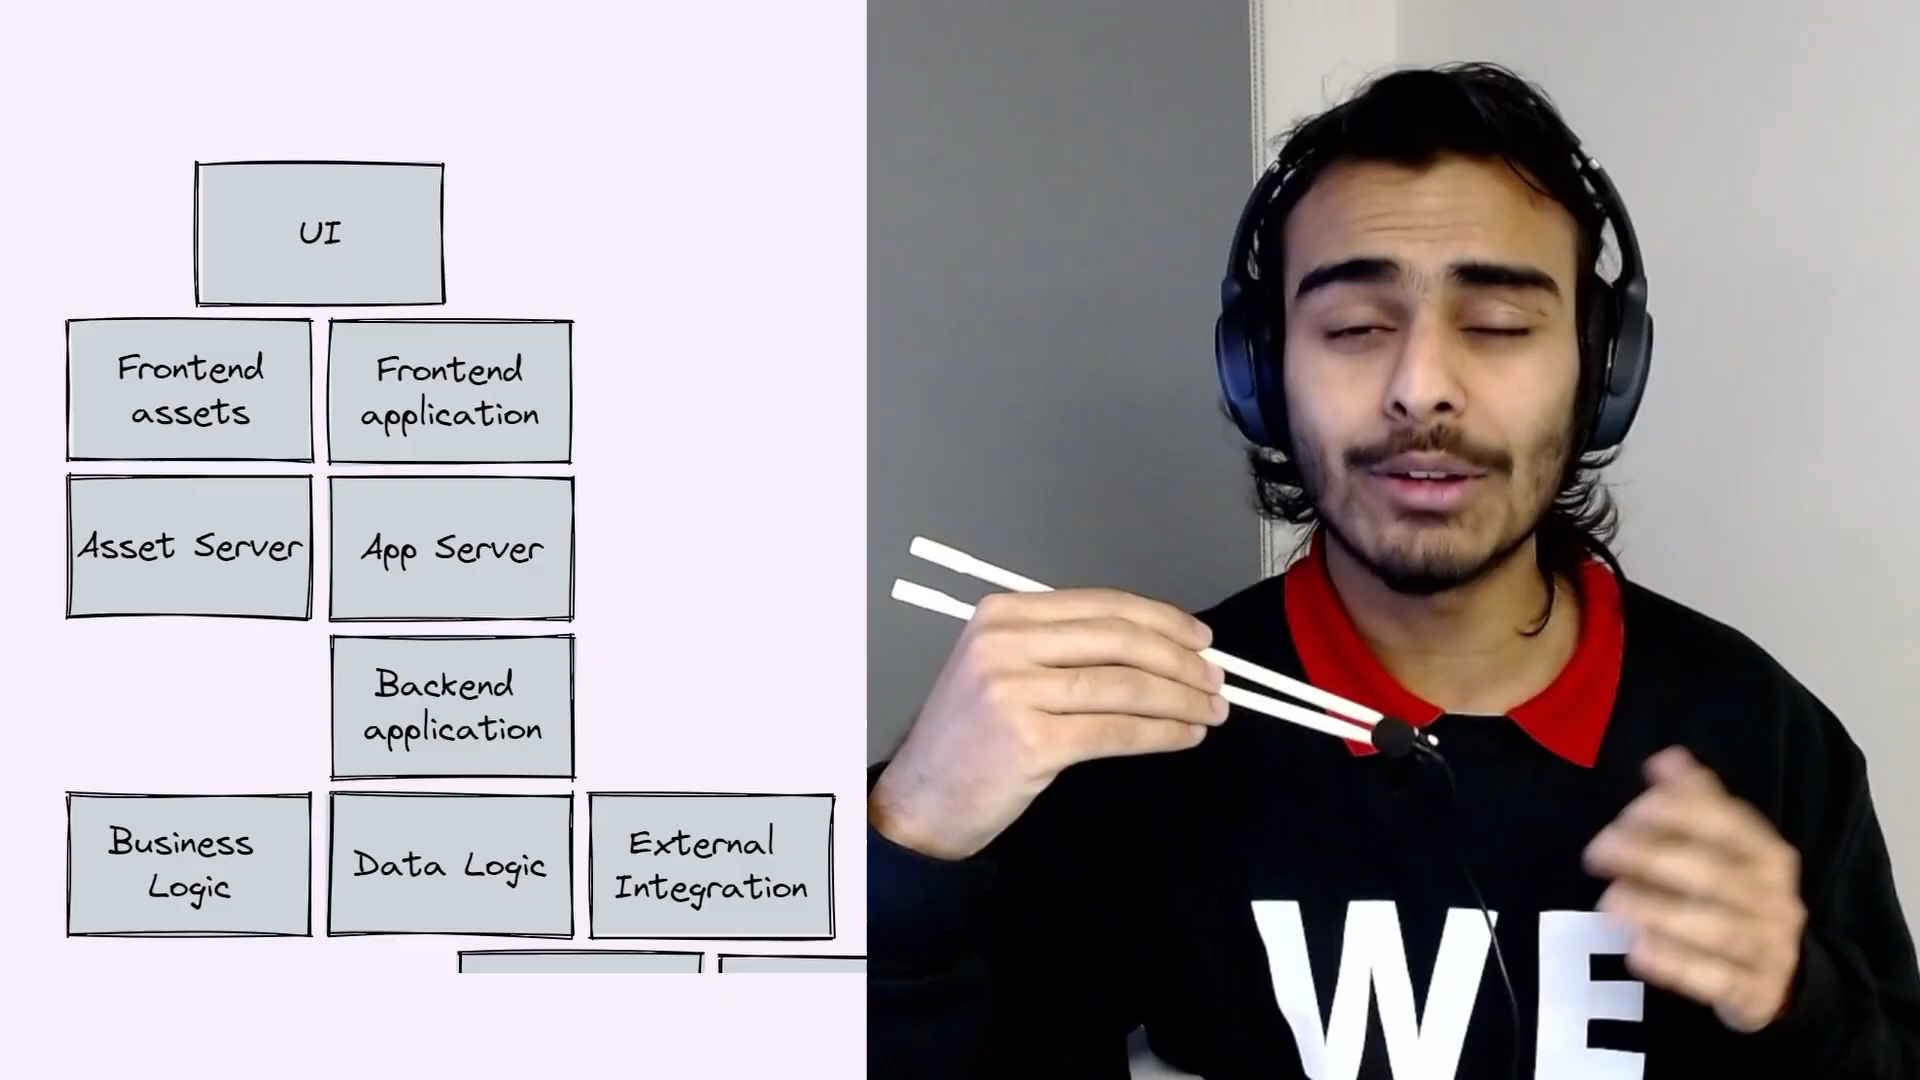 UI
Frontend
assets
Frontend
application
Asset Server
App Server
Backend
application
Business
Logic
Data Logic
External
Integration
WE